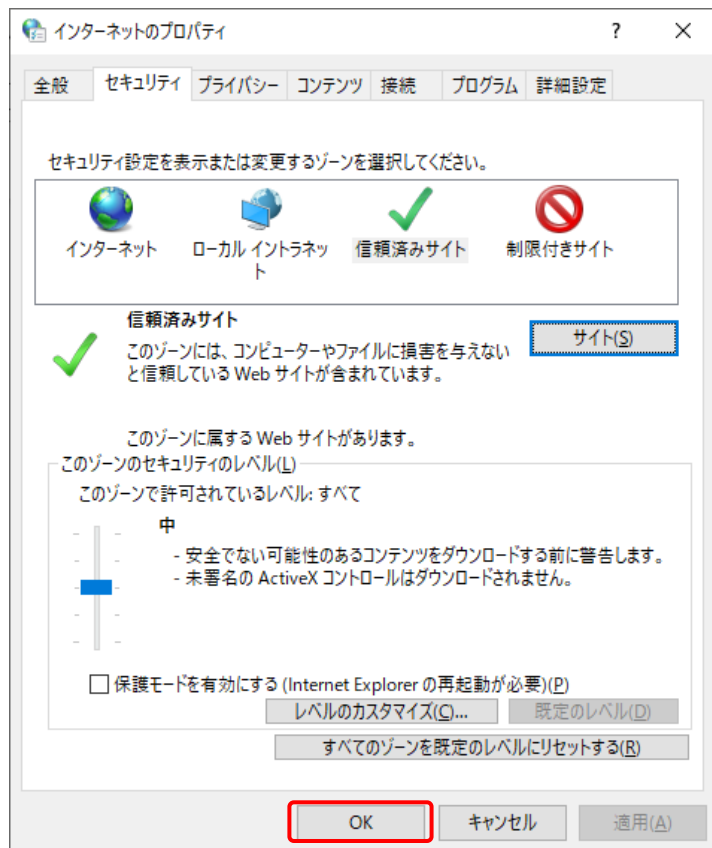 インターネットのプロパティ ? ×
全般 セキュリティ プライバシー コンテンツ 接続 プログラム 詳細設定
セキュリティ設定を表示または変更するゾーンを選択してください。
インターネット ローカル イントラネッ 信頼済みサイト 制限付きサイト
ト
信頼済みサイト
サイト(S)
このゾーンには、コンピューターやファイルに損害を与えない
と信頼している Web サイトが含まれています。
このゾーンに属する Web サイトがあります。
このゾーンのセキュリティのレベル(L)
このゾーンで許可されているレベル: すべて
中
- 安全でない可能性のあるコンテンツをダウンロードする前に警告します。
- 未署名の ActiveX コントロールはダウンロードされません。
保護モードを有効にする (Internet Explorer の再起動が必要)(P)
レベルのカスタマイズ(C)... 既定のレベル(D)
すべてのゾーンを既定のレベルにリセットする(R)
OK キャンセル 適用(A)